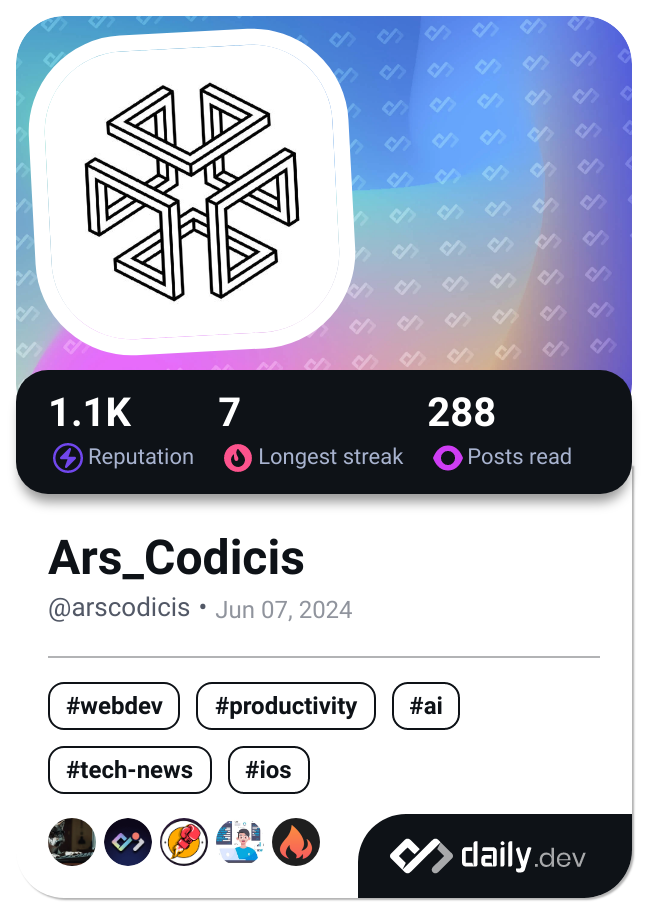 1.1K 7 288
Reputation Longest streak Posts read
Ars_Codicis
@arscodicis • Jun 07, 2024
#webdev #productivity #ai
#tech-news #ios
daily.dev